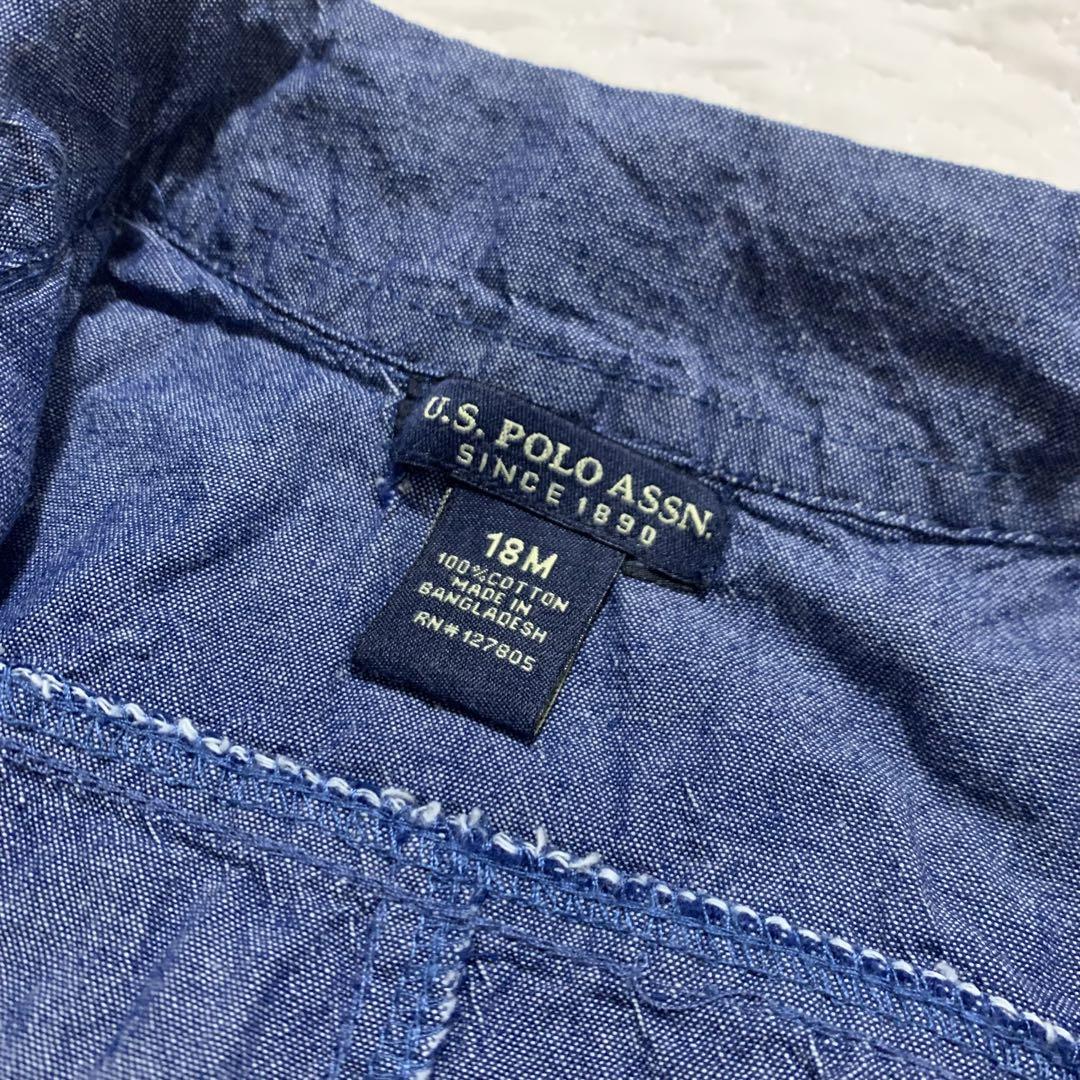 U.S. POLO ASSN.
SINCE 1890
18M
100%COTTON
MADE IN
BANGLADESH
RN#127805